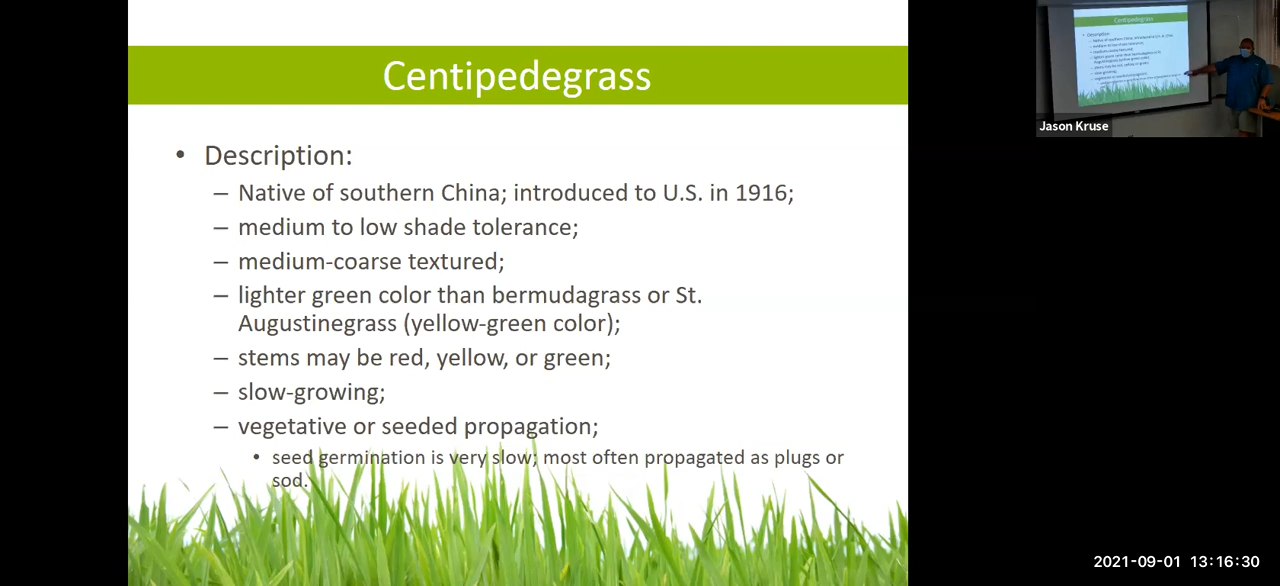 Centipedegrass
• Description:
– Native of southern China; introduced to U.S. in 1916;
– medium to low shade tolerance;
– medium-coarse textured;
– lighter green color than bermudagrass or St.
Augustinegrass (yellow-green color);
– stems may be red, yellow, or green;
– slow-growing;
– vegetative or seeded propagation;
• seed germination is very slow; most often propagated as plugs or
sod.
Centipedegrass
Description:
Jason Kruse
2021-09-01 13:16:30